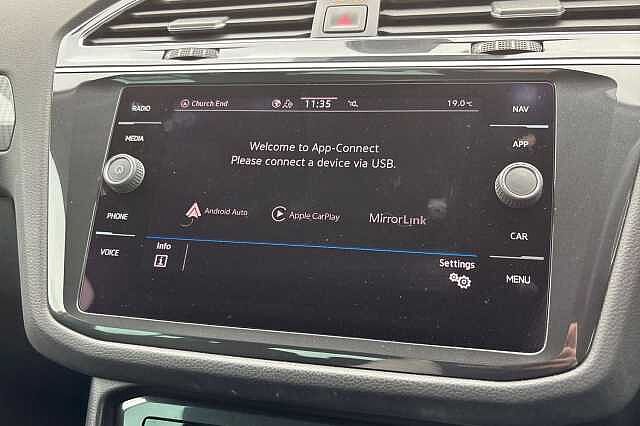 RADIO
MEDIA
PHONE
VOICE
Church End
11:35
19.0°C
Welcome to App-Connect
Please connect a device via USB.
Android Auto
Apple CarPlay
MirrorLink
Info
i
Settings
NAV
APP
CAR
MENU